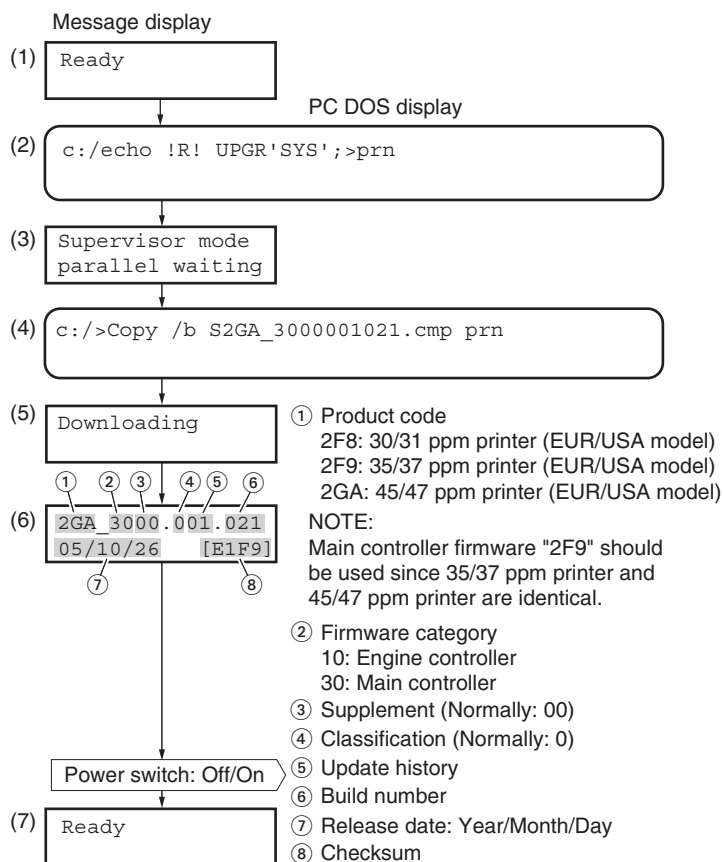 Message display
(1) Ready
PC DOS display
(2) c:/echo !R! UPGR'SYS';>prn
(3) Supervisor mode
parallel waiting
(4) c:/>Copy /b S2GA_3000001021.cmp prn
(5) Downloading
① ② ③ ④ ⑤ ⑥
(6) 2GA_3000.001.021
05/10/26 [E1F9]
⑦ ⑧
① Product code
2F8: 30/31 ppm printer (EUR/USA model)
2F9: 35/37 ppm printer (EUR/USA model)
2GA: 45/47 ppm printer (EUR/USA model)
NOTE:
Main controller firmware "2F9" should
be used since 35/37 ppm printer and
45/47 ppm printer are identical.
② Firmware category
10: Engine controller
30: Main controller
③ Supplement (Normally: 00)
④ Classification (Normally: 0)
⑤ Update history
⑥ Build number
⑦ Release date: Year/Month/Day
⑧ Checksum
Power switch: Off/On
(7) Ready